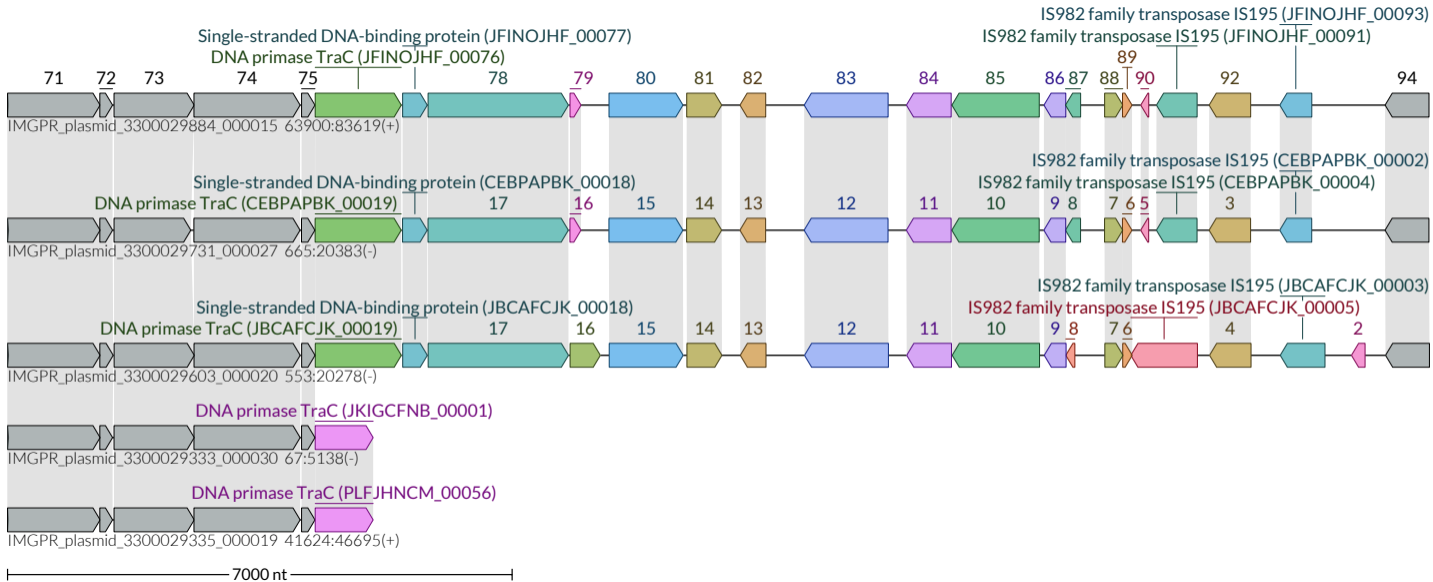 IS982 family transposase IS195 (JFINOJHF_00093)
Single-stranded DNA-binding protein (JFINOJHF_00077) IS982 family transposase IS195 (JFINOJHF_00091)
DNA primase TraC (JFINOJHF_00076) 89
71 72 73 74 75 78 79 80 81 82 83 84 85 86 87 88 90 92 94
IMGPR_plasmid_3300029884_000015 63900:83619(+)
IS982 family transposase IS195 (CEBPAPBK_00002)
Single-stranded DNA-binding protein (CEBPAPBK_00018) IS982 family transposase IS195 (CEBPAPBK_00004)
DNA primase TraC (CEBPAPBK_00019) 17 16 15 14 13 12 11 10 9 8 7 6 5 3
IMGPR_plasmid_3300029731_000027 665:20383(-)
IS982 family transposase IS195 (JBCAFCJK_00003)
Single-stranded DNA-binding protein (JBCAFCJK_00018) IS982 family transposase IS195 (JBCAFCJK_00005)
DNA primase TraC (JBCAFCJK_00019) 17 16 15 14 13 12 11 10 9 8 7 6 4 2
IMGPR_plasmid_3300029603_000020 553:20278(-)
DNA primase TraC (JKIGCFNB_00001)
IMGPR_plasmid_3300029333_000030 67:5138(-)
DNA primase TraC (PLFJHNCM_00056)
IMGPR_plasmid_3300029335_000019 41624:46695(+)
7000 nt